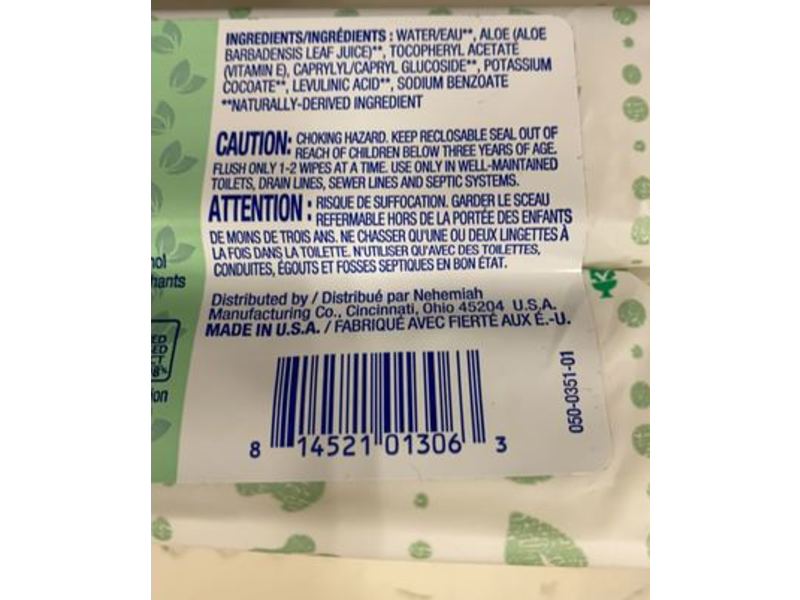 INGREDIENTS/INGRÉDIENTS : WATER/EAU**, ALOE (ALOE
BARBADENSIS LEAF JUICE)**, TOCOPHERYL ACETATE
(VITAMIN E), CAPRYLYL/CAPRYL GLUCOSIDE**, POTASSIUM
COCOATE**, LEVULINIC ACID**, SODIUM BENZOATE
**NATURALLY-DERIVED INGREDIENT
CAUTION: CHOKING HAZARD. KEEP RECLOSABLE SEAL OUT OF
REACH OF CHILDREN BELOW THREE YEARS OF AGE.
FLUSH ONLY 1-2 WIPES AT A TIME. USE ONLY IN WELL-MAINTAINED
TOILETS, DRAIN LINES, SEWER LINES AND SEPTIC SYSTEMS.
ATTENTION : RISQUE DE SUFFOCATION. GARDER LE SCEAU
REFERMABLE HORS DE LA PORTÉE DES ENFANTS
DE MOINS DE TROIS ANS. NE CHASSER QU'UNE OU DEUX LINGETTES À
LA FOIS DANS LA TOILETTE. N'UTILISER QU'AVEC DES TOILETTES,
CONDUITES, ÉGOUTS ET FOSSES SEPTIQUES EN BON ÉTAT.
Distributed by / Distribué par Nehemiah
Manufacturing Co., Cincinnati, Ohio 45204 U.S.A.
MADE IN U.S.A. / FABRIQUÉ AVEC FIERTÉ AUX É.-U.
050-0351-01
8 14521 01306 3